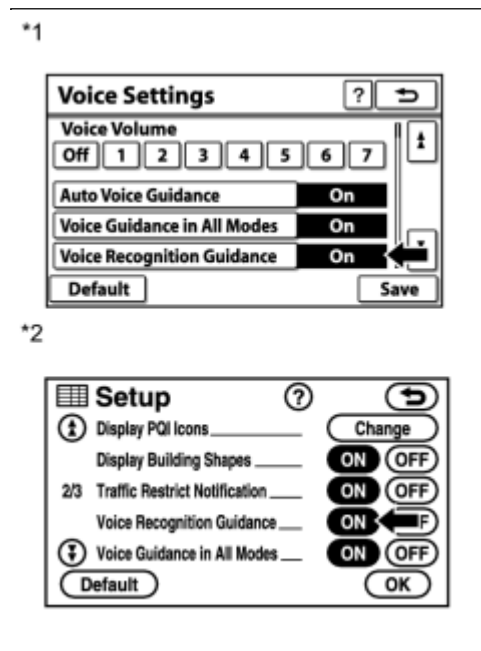 *1
Voice Settings ?
Voice Volume
Off 1 2 3 4 5 6 7
Auto Voice Guidance On
Voice Guidance in All Modes On
Voice Recognition Guidance On
Default Save
*2
Setup ?
Display PQI Icons Change
Display Building Shapes ON OFF
2/3 Traffic Restrict Notification ON OFF
Voice Recognition Guidance ON F
Voice Guidance in All Modes ON OFF
Default OK